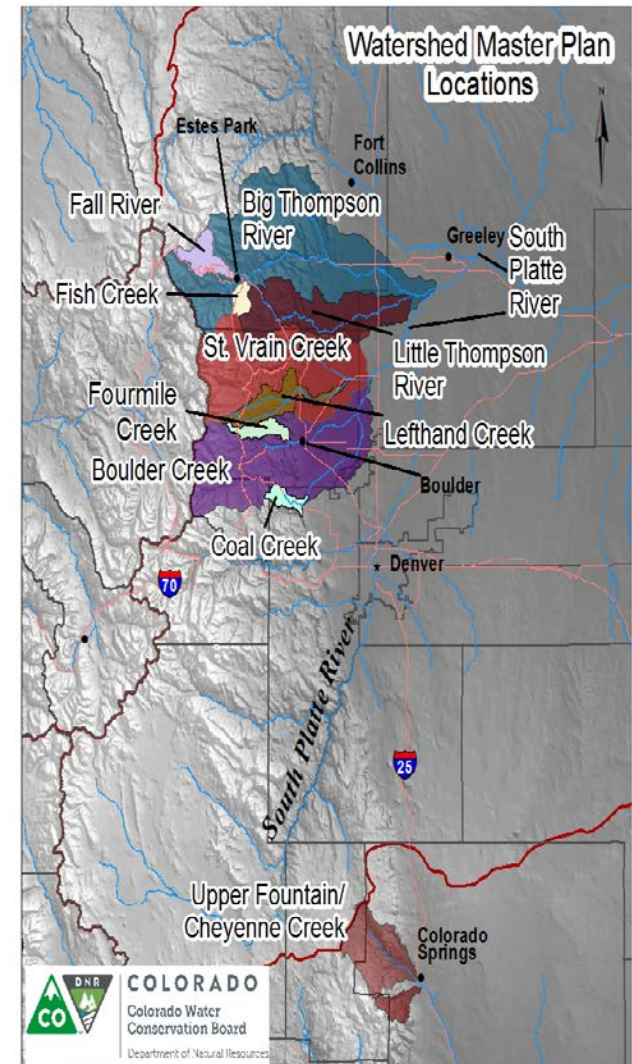 Watershed Master Plan
Locations
N
Estes Park
Fort
Collins
Fall River
Big Thompson
River
Greeley
South
Platte
River
Fish Creek
St. Vrain Creek
Little Thompson
River
Fourmile
Creek
Lefthand Creek
Boulder Creek
Boulder
Coal Creek
Denver
70
South Platte River
25
Upper Fountain/
Cheyenne Creek
Colorado
Springs
DNR
CO
COLORADO
Colorado Water
Conservation Board
Department of Natural Resources